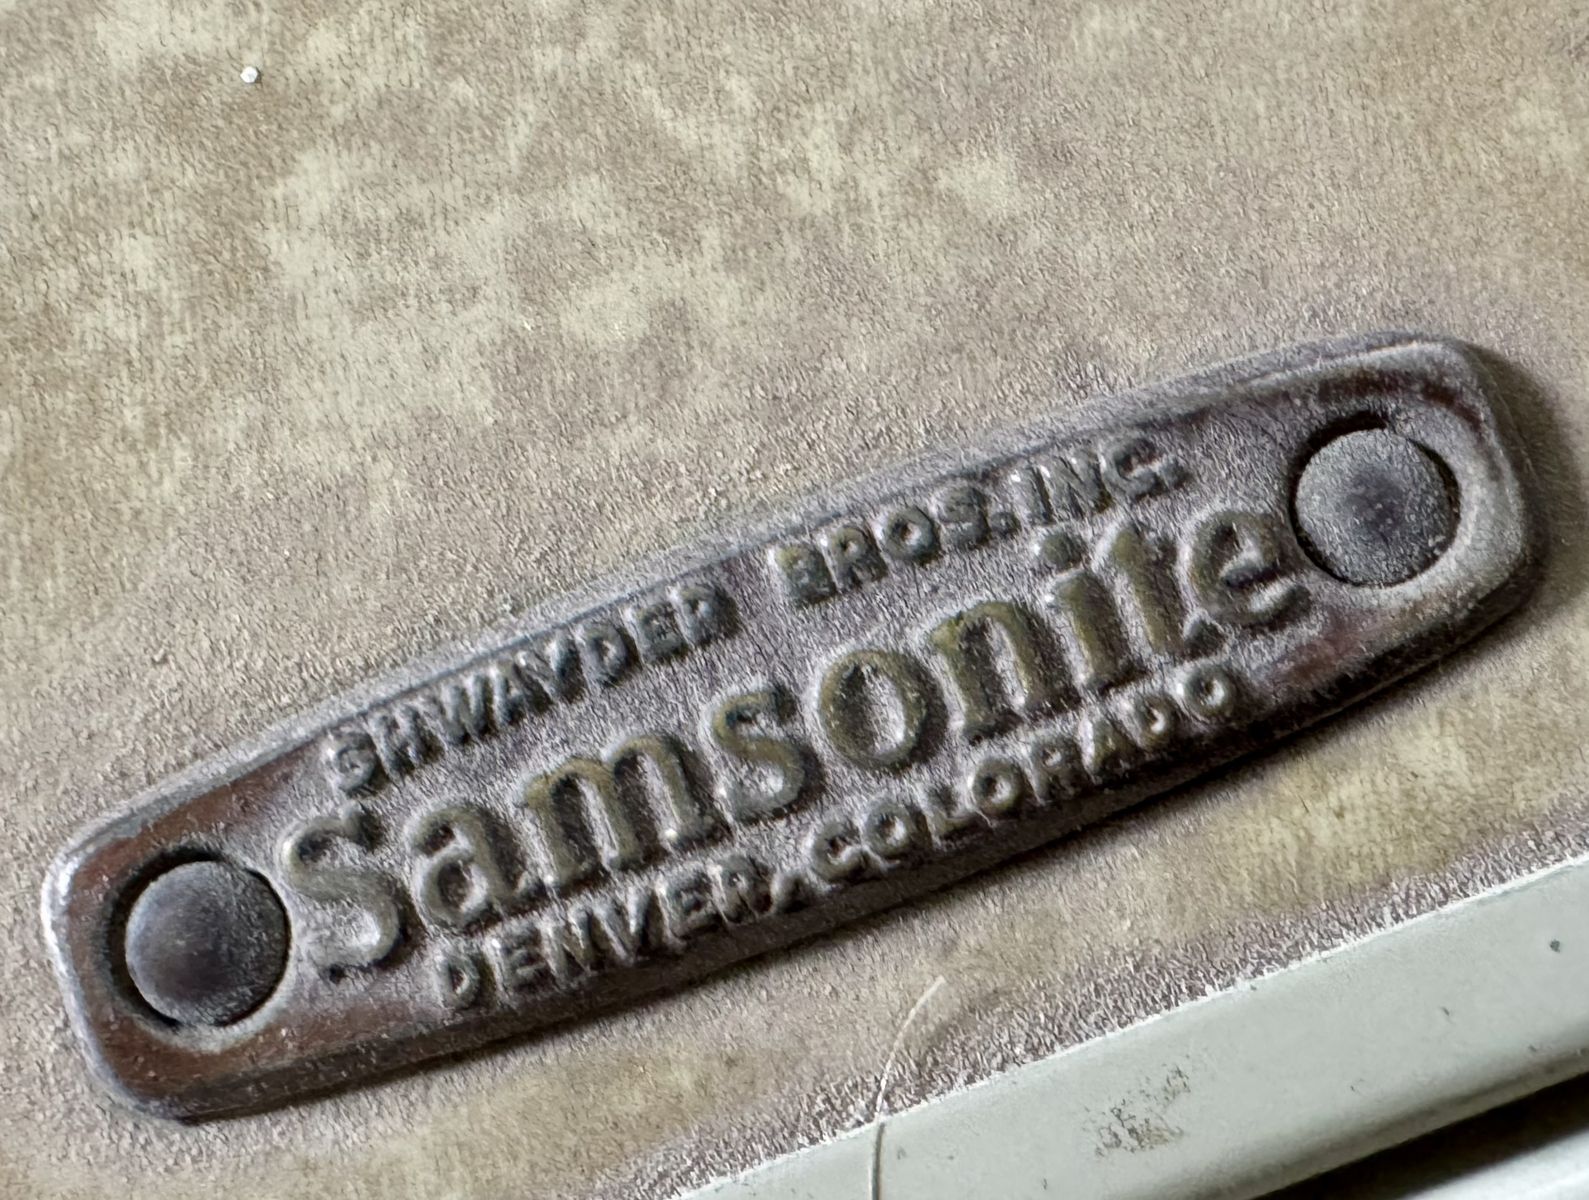 SHWAYDER BROS. INC.
samsonite
DENVER, COLORADO